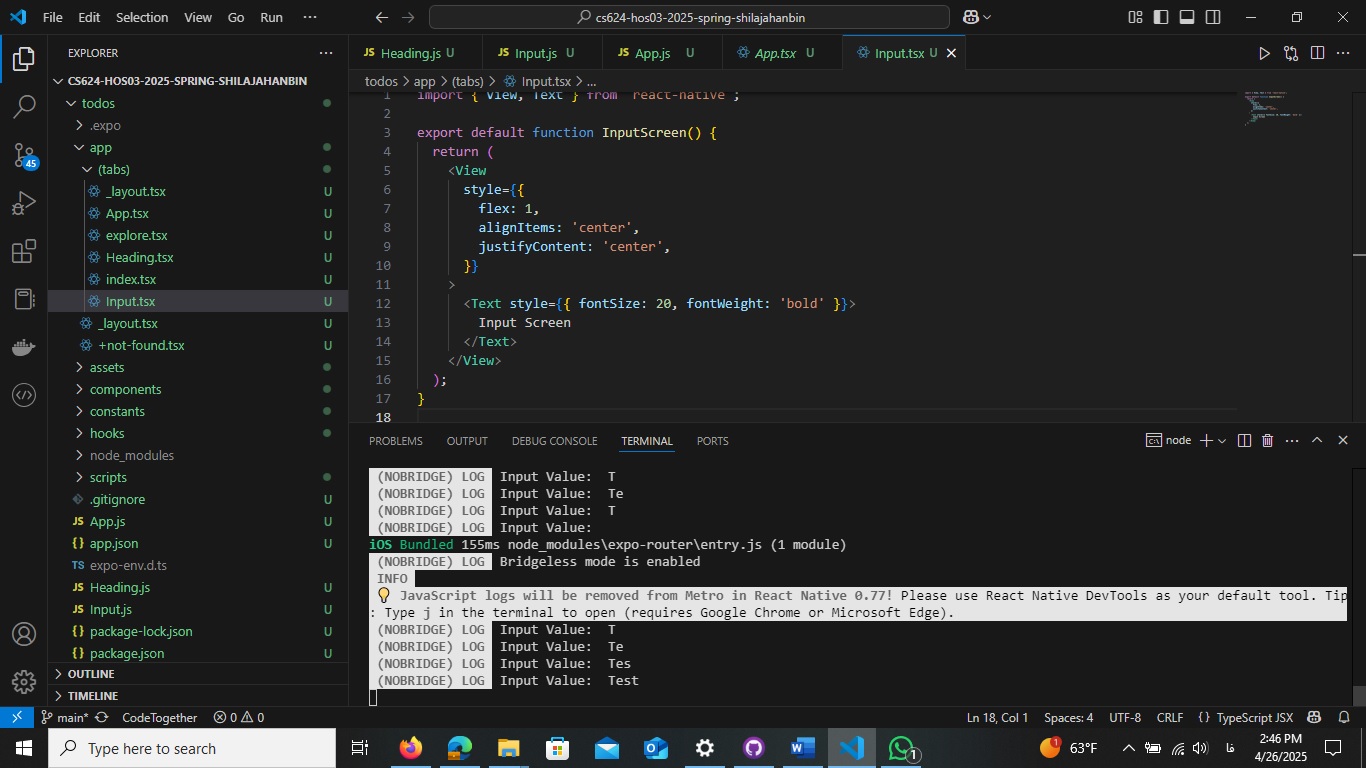 File Edit Selection View Go Run ···
cs624-hos03-2025-spring-shilajahanbin
EXPLORER
CS624-HOS03-2025-SPRING-SHILAJAHANBIN
todos
.expo
app
(tabs)
_layout.tsx U
App.tsx U
explore.tsx U
Heading.tsx U
index.tsx U
Input.tsx U
_layout.tsx U
+not-found.tsx U
assets
components
constants
hooks
node_modules
scripts
.gitignore U
JS App.js U
{} app.json U
TS expo-env.d.ts
JS Heading.js U
JS Input.js U
{} package-lock.json U
{} package.json U
OUTLINE
TIMELINE
45
JS Heading.js U JS Input.js U JS App.js U App.tsx U Input.tsx U
todos > app > (tabs) > Input.tsx > ...
1 import { View, Text } from 'react-native';
2
3 export default function InputScreen() {
4 return (
5 <View
6 style={{
7 flex: 1,
8 alignItems: 'center',
9 justifyContent: 'center',
10 }}
11 >
12 <Text style={{ fontSize: 20, fontWeight: 'bold' }}>
13 Input Screen
14 </Text>
15 </View>
16 );
17 }
18
PROBLEMS OUTPUT DEBUG CONSOLE TERMINAL PORTS
node
(NOBRIDGE) LOG Input Value: T
(NOBRIDGE) LOG Input Value: Te
(NOBRIDGE) LOG Input Value: T
(NOBRIDGE) LOG Input Value:
iOS Bundled 155ms node_modules\expo-router\entry.js (1 module)
(NOBRIDGE) LOG Bridgeless mode is enabled
INFO
💡 JavaScript logs will be removed from Metro in React Native 0.77! Please use React Native DevTools as your default tool. Tip
: Type j in the terminal to open (requires Google Chrome or Microsoft Edge).
(NOBRIDGE) LOG Input Value: T
(NOBRIDGE) LOG Input Value: Te
(NOBRIDGE) LOG Input Value: Tes
(NOBRIDGE) LOG Input Value: Test
main* CodeTogether 0 0 Ln 18, Col 1 Spaces: 4 UTF-8 CRLF {} TypeScript JSX
Type here to search
1
1
63°F
فا
2:46 PM
4/26/2025